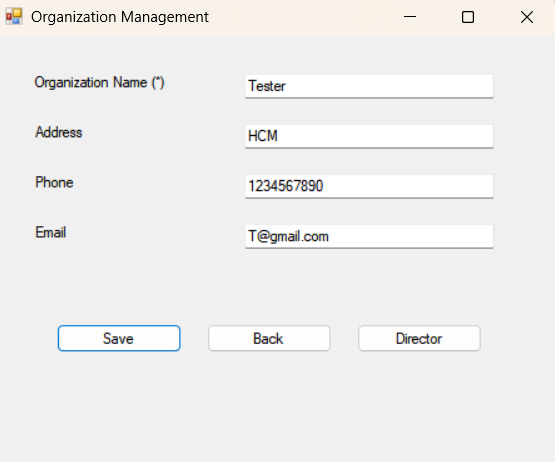 Organization Management
Organization Name (*) Tester
Address HCM
Phone 1234567890
Email T@gmail.com
Save Back Director